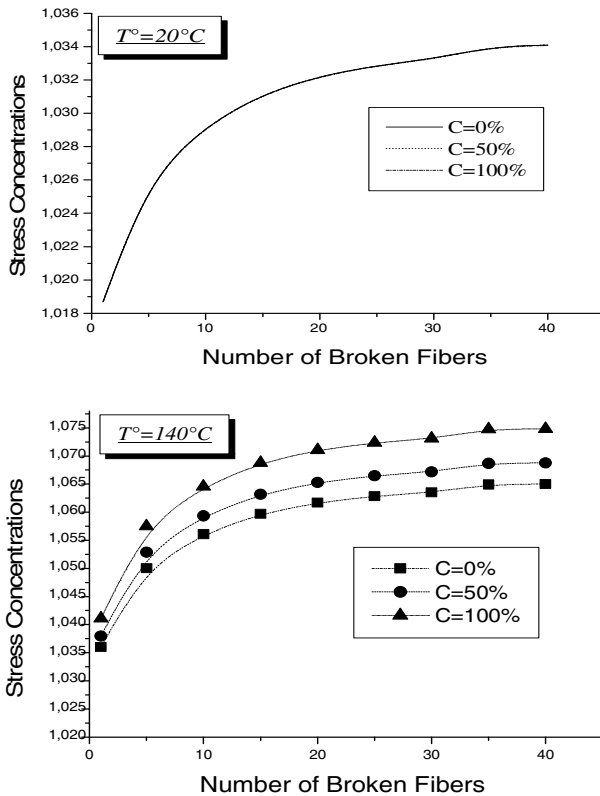 T°=20°C
1,036
1,034
1,032
1,030
1,028
1,026
1,024
1,022
1,020
1,018
Stress Concentrations
C=0%
C=50%
C=100%
0 10 20 30 40
Number of Broken Fibers
T°=140°C
1,075
1,070
1,065
1,060
1,055
1,050
1,045
1,040
1,035
1,030
1,025
1,020
Stress Concentrations
C=0%
C=50%
C=100%
0 10 20 30 40
Number of Broken Fibers